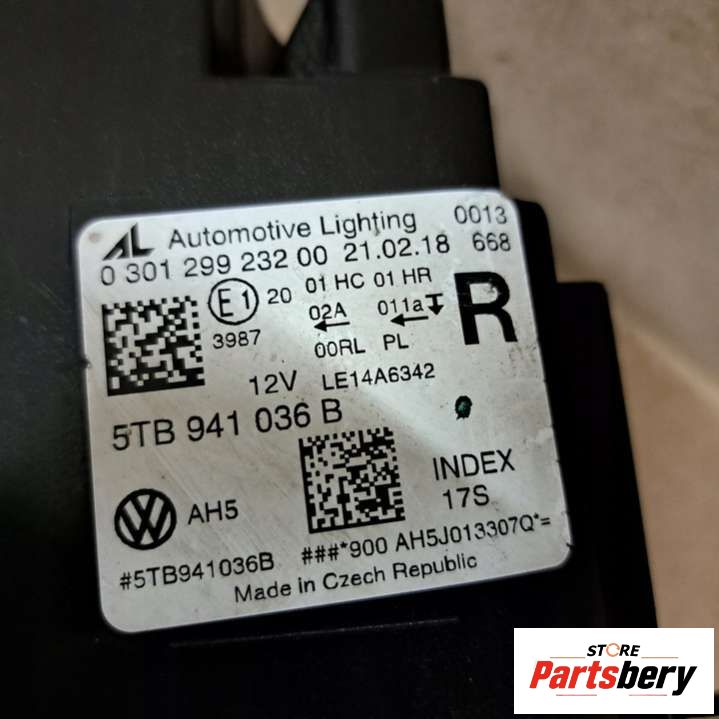 AL Automotive Lighting 0013
0 301 299 232 00 21.02.18 668
E1 20 01 HC 01 HR
02A 011a
R
3987 00RL PL
12V LE14A6342
5TB 941 036 B
INDEX
17S
VW AH5
#5TB941036B ###*900 AH5J013307Q*=
Made in Czech Republic
STORE
Partsbery